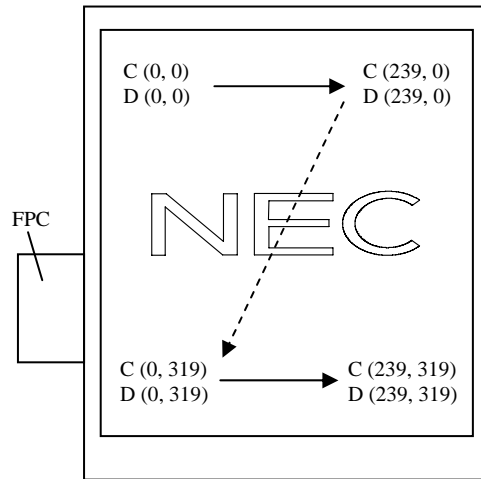 C (0, 0)
D (0, 0)
C (239, 0)
D (239, 0)
NEC
FPC
C (0, 319)
D (0, 319)
C (239, 319)
D (239, 319)